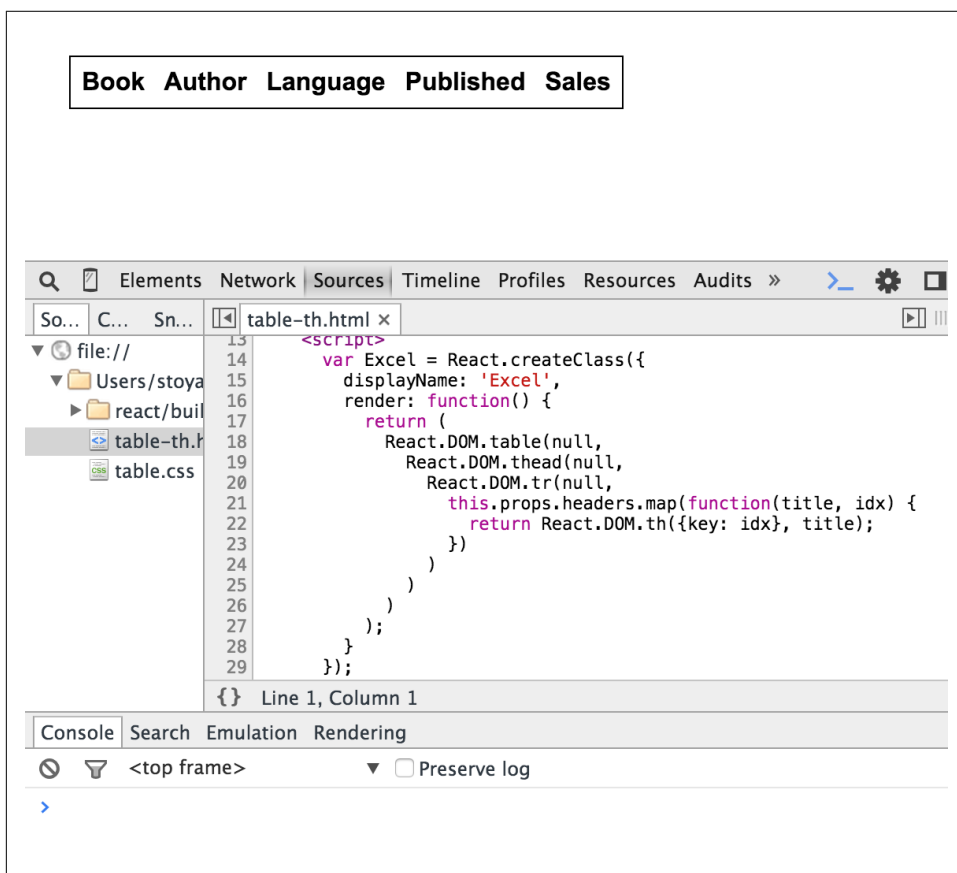 Book Author Language Published Sales
Elements Network Sources Timeline Profiles Resources Audits »
So... C... Sn... table-th.html ×
file://
Users/stoya
react/buil
table-th.h
table.css
13 <script>
14 var Excel = React.createClass({
15 displayName: 'Excel',
16 render: function() {
17 return (
18 React.DOM.table(null,
19 React.DOM.thead(null,
20 React.DOM.tr(null,
21 this.props.headers.map(function(title, idx) {
22 return React.DOM.th({key: idx}, title);
23 })
24 )
25 )
26 )
27 );
28 }
29 });
{} Line 1, Column 1
Console Search Emulation Rendering
<top frame> ▼ Preserve log
>